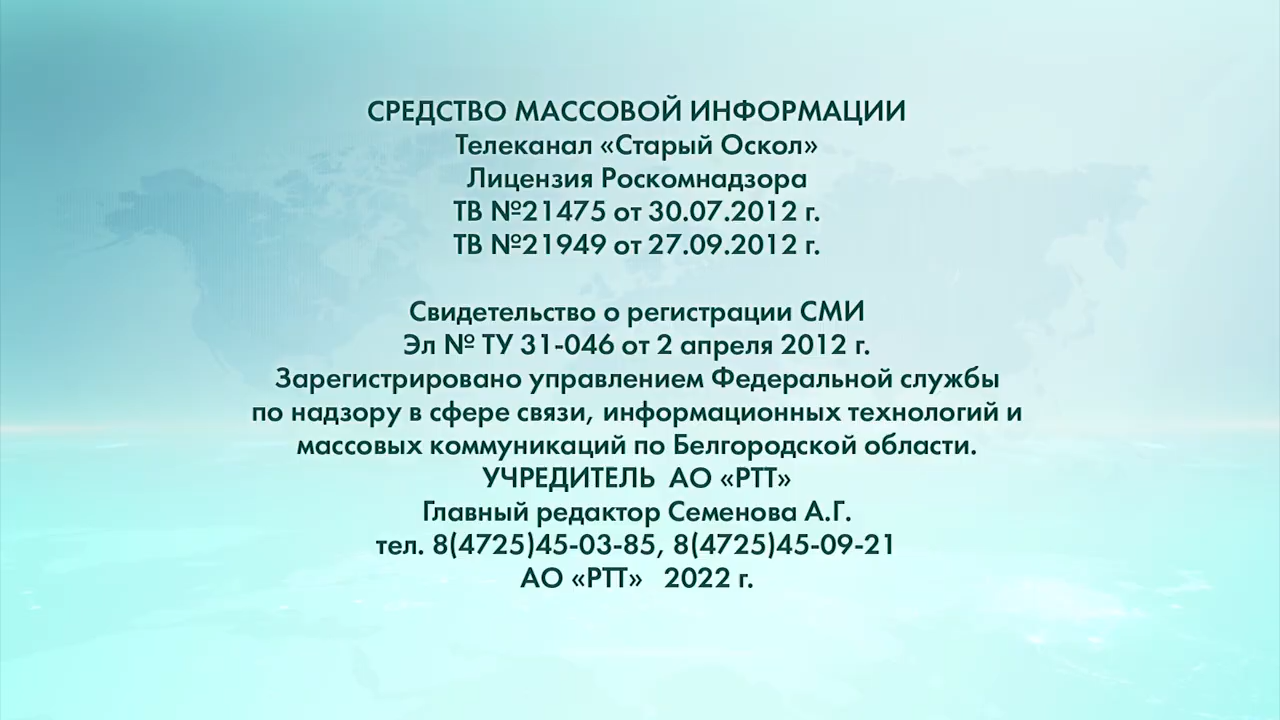 СРЕДСТВО МАССОВОЙ ИНФОРМАЦИИ
Телеканал «Старый Оскол»
Лицензия Роскомнадзора
ТВ №21475 от 30.07.2012 г.
ТВ №21949 от 27.09.2012 г.
Свидетельство о регистрации СМИ
Эл № ТУ 31-046 от 2 апреля 2012 г.
Зарегистрировано управлением Федеральной службы
по надзору в сфере связи, информационных технологий и
массовых коммуникаций по Белгородской области.
УЧРЕДИТЕЛЬ АО «РТТ»
Главный редактор Семенова А.Г.
тел. 8(4725)45-03-85, 8(4725)45-09-21
АО «РТТ» 2022 г.